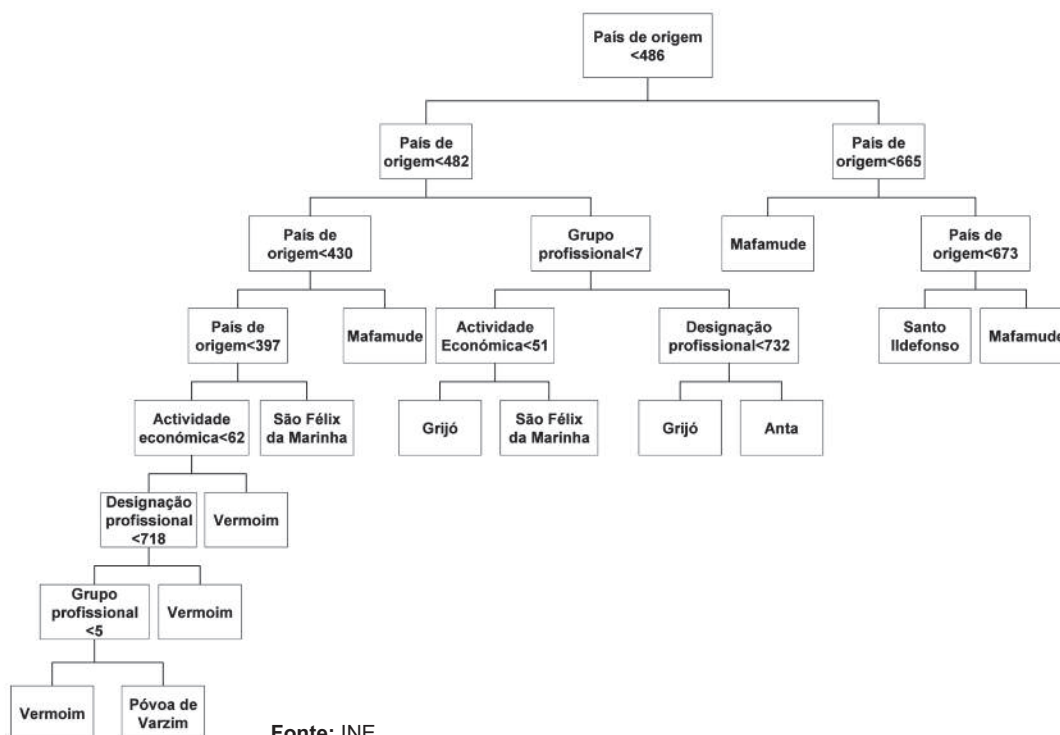 País de origem
<486
País de
origem<482
Pais de
origem<665
País de
origem<430
Grupo
profissional<7
Mafamude
País de
origem<673
País de
origem<397
Mafamude
Actividade
Económica<51
Designação
profissional<732
Santo
Ildefonso
Mafamude
Actividade
económica<62
São Félix
da Marinha
Grijó
São Félix
da Marinha
Grijó
Anta
Designação
profissional
<718
Vermoim
Grupo
profissional
<5
Vermoim
Vermoim
Póvoa de
Varzim
Fonte: INE